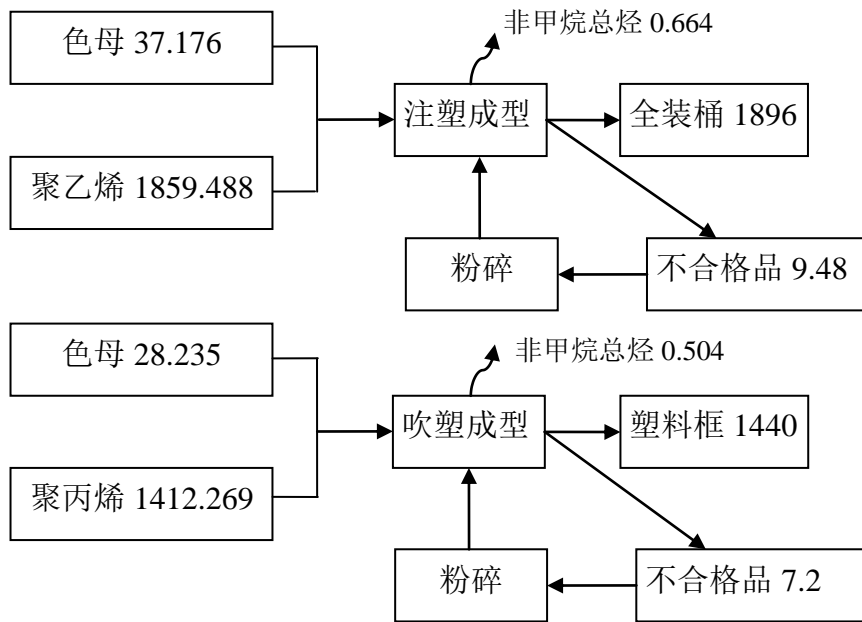 非甲烷总烃 0.664
色母 37.176
注塑成型
全装桶 1896
聚乙烯 1859.488
粉碎
不合格品 9.48
色母 28.235
非甲烷总烃 0.504
吹塑成型
塑料框 1440
聚丙烯 1412.269
粉碎
不合格品 7.2